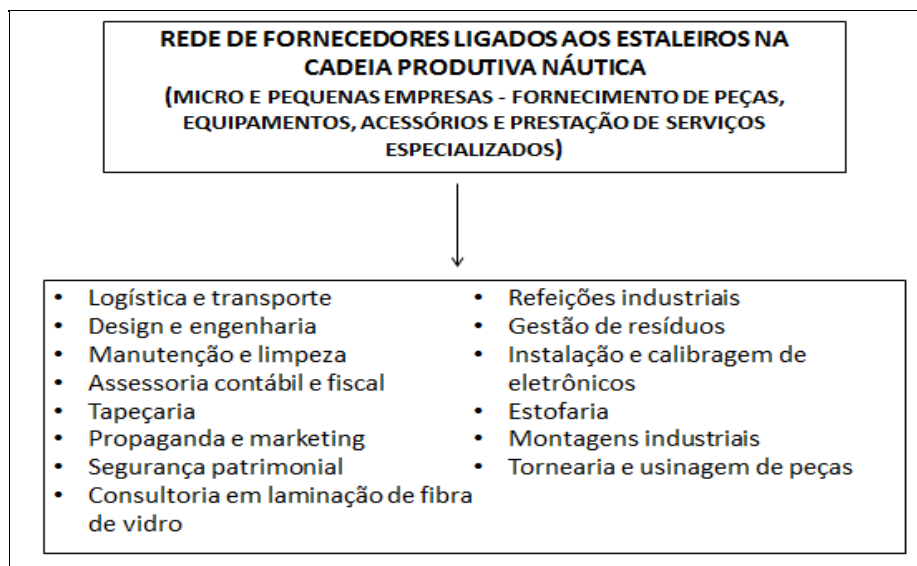 REDE DE FORNECEDORES LIGADOS AOS ESTALEIROS NA
CADEIA PRODUTIVA NÁUTICA
(MICRO E PEQUENAS EMPRESAS - FORNECIMENTO DE PEÇAS,
EQUIPAMENTOS, ACESSÓRIOS E PRESTAÇÃO DE SERVIÇOS
ESPECIALIZADOS)
• Logística e transporte
• Design e engenharia
• Manutenção e limpeza
• Assessoria contábil e fiscal
• Tapeçaria
• Propaganda e marketing
• Segurança patrimonial
• Consultoria em laminação de fibra
de vidro
• Refeições industriais
• Gestão de resíduos
• Instalação e calibragem de
eletrônicos
• Estofaria
• Montagens industriais
• Tornearia e usinagem de peças